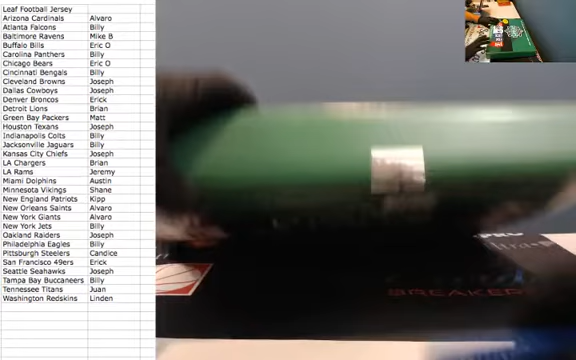 Leaf Football Jersey
Arizona Cardinals Alvaro
Atlanta Falcons Billy
Baltimore Ravens Mike B
Buffalo Bills Eric O
Carolina Panthers Billy
Chicago Bears Eric O
Cincinnati Bengals Billy
Cleveland Browns Joseph
Dallas Cowboys Joseph
Denver Broncos Erick
Detroit Lions Brian
Green Bay Packers Matt
Houston Texans Joseph
Indianapolis Colts Billy
Jacksonville Jaguars Billy
Kansas City Chiefs Joseph
LA Chargers Brian
LA Rams Jeremy
Miami Dolphins Austin
Minnesota Vikings Shane
New England Patriots Kipp
New Orleans Saints Alvaro
New York Giants Alvaro
New York Jets Billy
Oakland Raiders Joseph
Philadelphia Eagles Billy
Pittsburgh Steelers Candice
San Francisco 49ers Erick
Seattle Seahawks Joseph
Tampa Bay Buccaneers Billy
Tennessee Titans Juan
Washington Redskins Linden
PRO
BREAKER